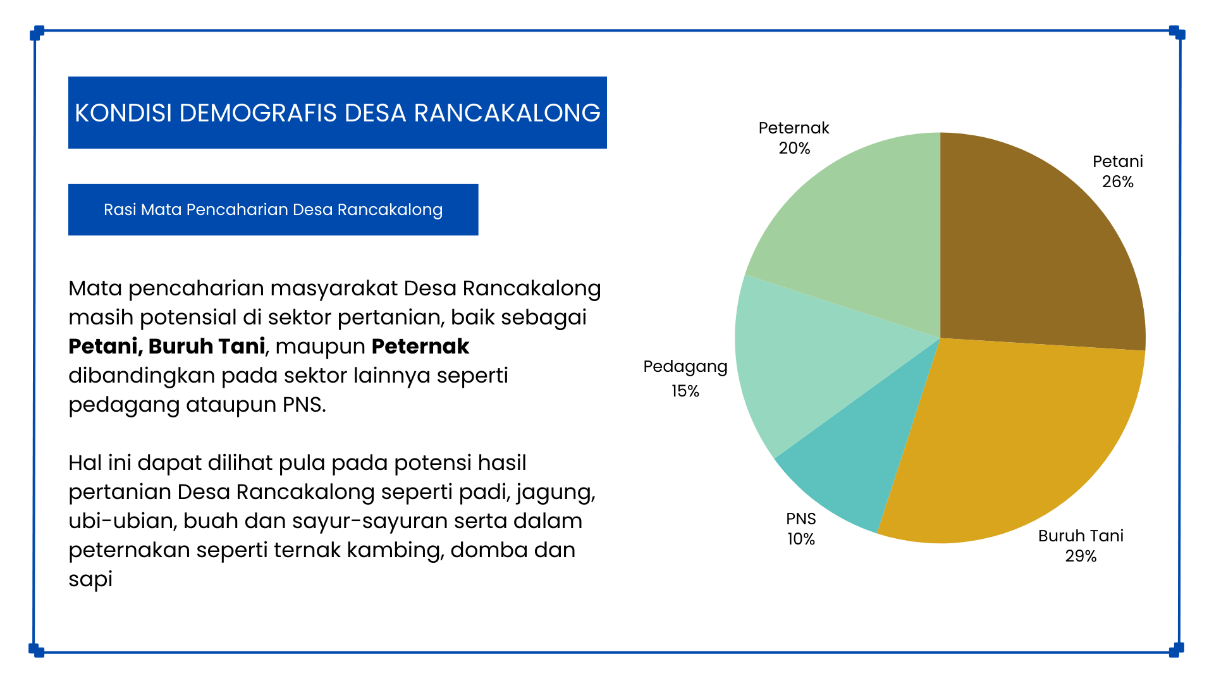 KONDISI DEMOGRAFIS DESA RANCAKALONG
Rasi Mata Pencaharian Desa Rancakalong
Mata pencaharian masyarakat Desa Rancakalong
masih potensial di sektor pertanian, baik sebagai
Petani, Buruh Tani, maupun Peternak
dibandingkan pada sektor lainnya seperti
pedagang ataupun PNS.
Hal ini dapat dilihat pula pada potensi hasil
pertanian Desa Rancakalong seperti padi, jagung,
ubi-ubian, buah dan sayur-sayuran serta dalam
peternakan seperti ternak kambing, domba dan
sapi
Peternak
20%
Petani
26%
Pedagang
15%
PNS
10%
Buruh Tani
29%